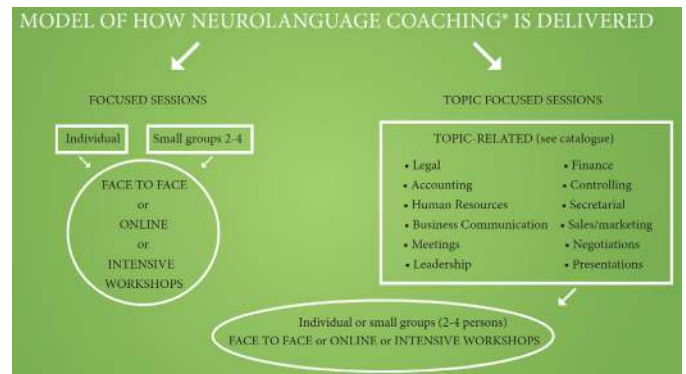 MODEL OF HOW NEUROLANGUAGE COACHING® IS DELIVERED
FOCUSED SESSIONS
Individual
Small groups 2-4
FACE TO FACE
or
ONLINE
or
INTENSIVE
WORKSHOPS
TOPIC FOCUSED SESSIONS
TOPIC-RELATED (see catalogue)
• Legal
• Accounting
• Human Resources
• Business Communication
• Meetings
• Leadership
• Finance
• Controlling
• Secretarial
• Sales/marketing
• Negotiations
• Presentations
Individual or small groups (2-4 persons)
FACE TO FACE or ONLINE or INTENSIVE WORKSHOPS